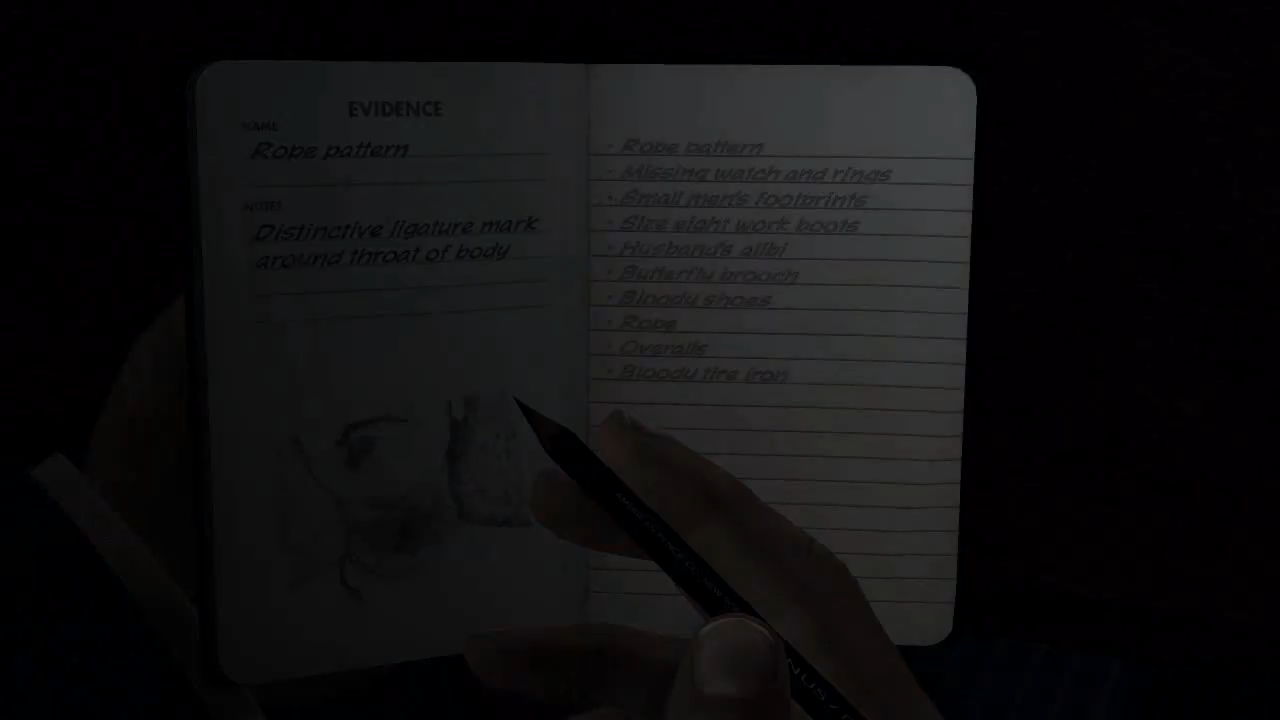 EVIDENCE
NAME
Rope pattern
NOTES
Distinctive ligature mark
around throat of body
· Rope pattern
· Missing watch and rings
· Small men's footprints
· Size eight work boots
· Husband's alibi
· Butterfly brooch
· Bloody shoes
· Rope
· Overalls
· Bloody tire iron